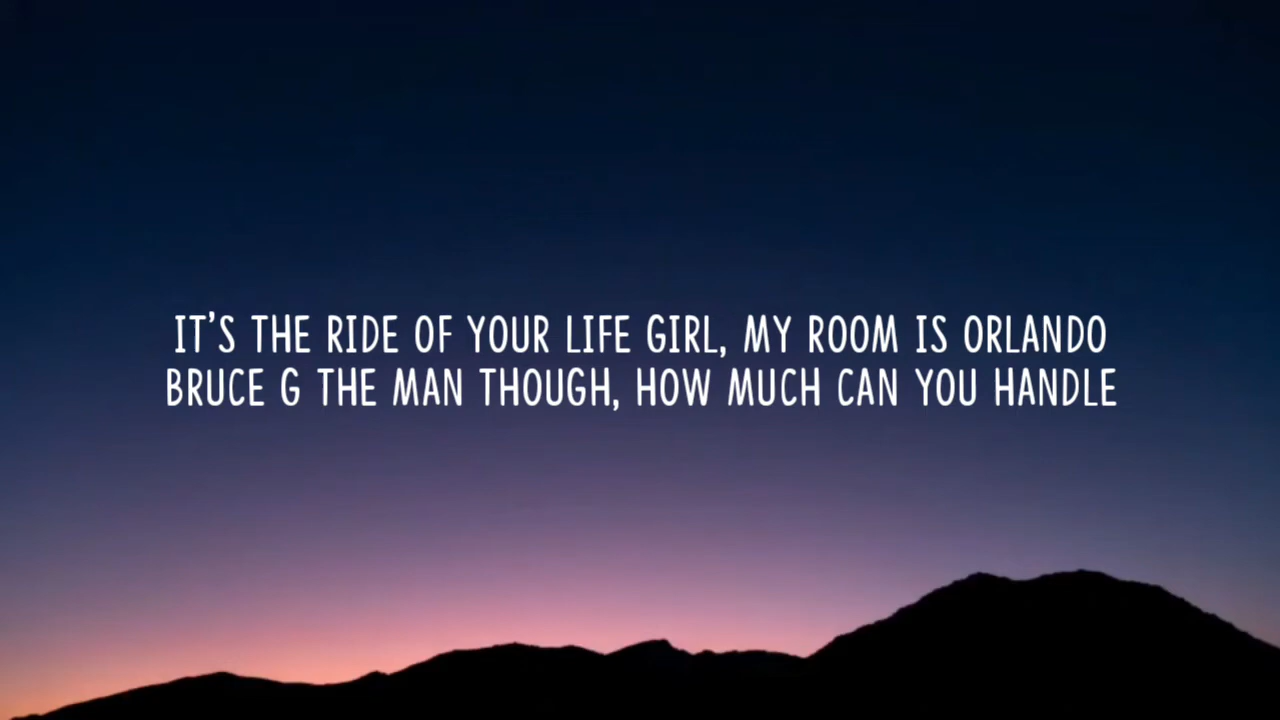 IT'S THE RIDE OF YOUR LIFE GIRL, MY ROOM IS ORLANDO
BRUCE G THE MAN THOUGH, HOW MUCH CAN YOU HANDLE